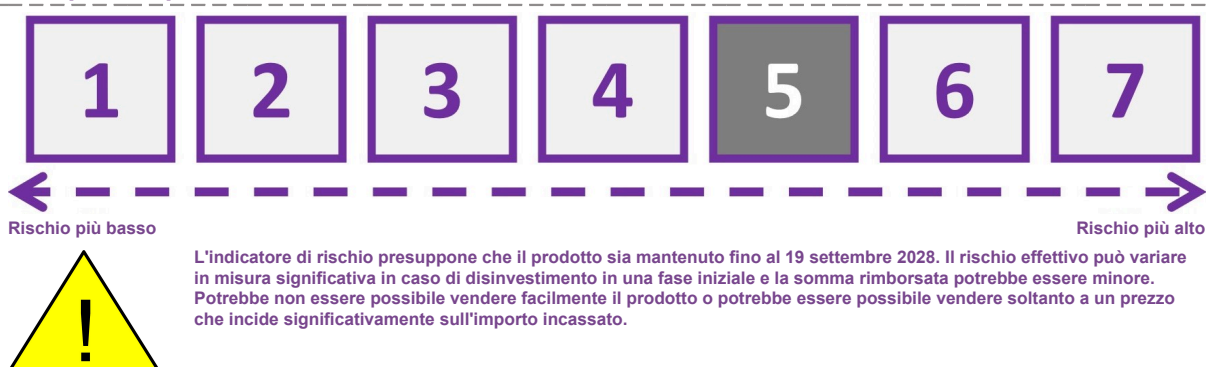 1 2 3 4 5 6 7
Rischio più basso Rischio più alto
L'indicatore di rischio presuppone che il prodotto sia mantenuto fino al 19 settembre 2028. Il rischio effettivo può variare
in misura significativa in caso di disinvestimento in una fase iniziale e la somma rimborsata potrebbe essere minore.
Potrebbe non essere possibile vendere facilmente il prodotto o potrebbe essere possibile vendere soltanto a un prezzo
che incide significativamente sull'importo incassato.
!